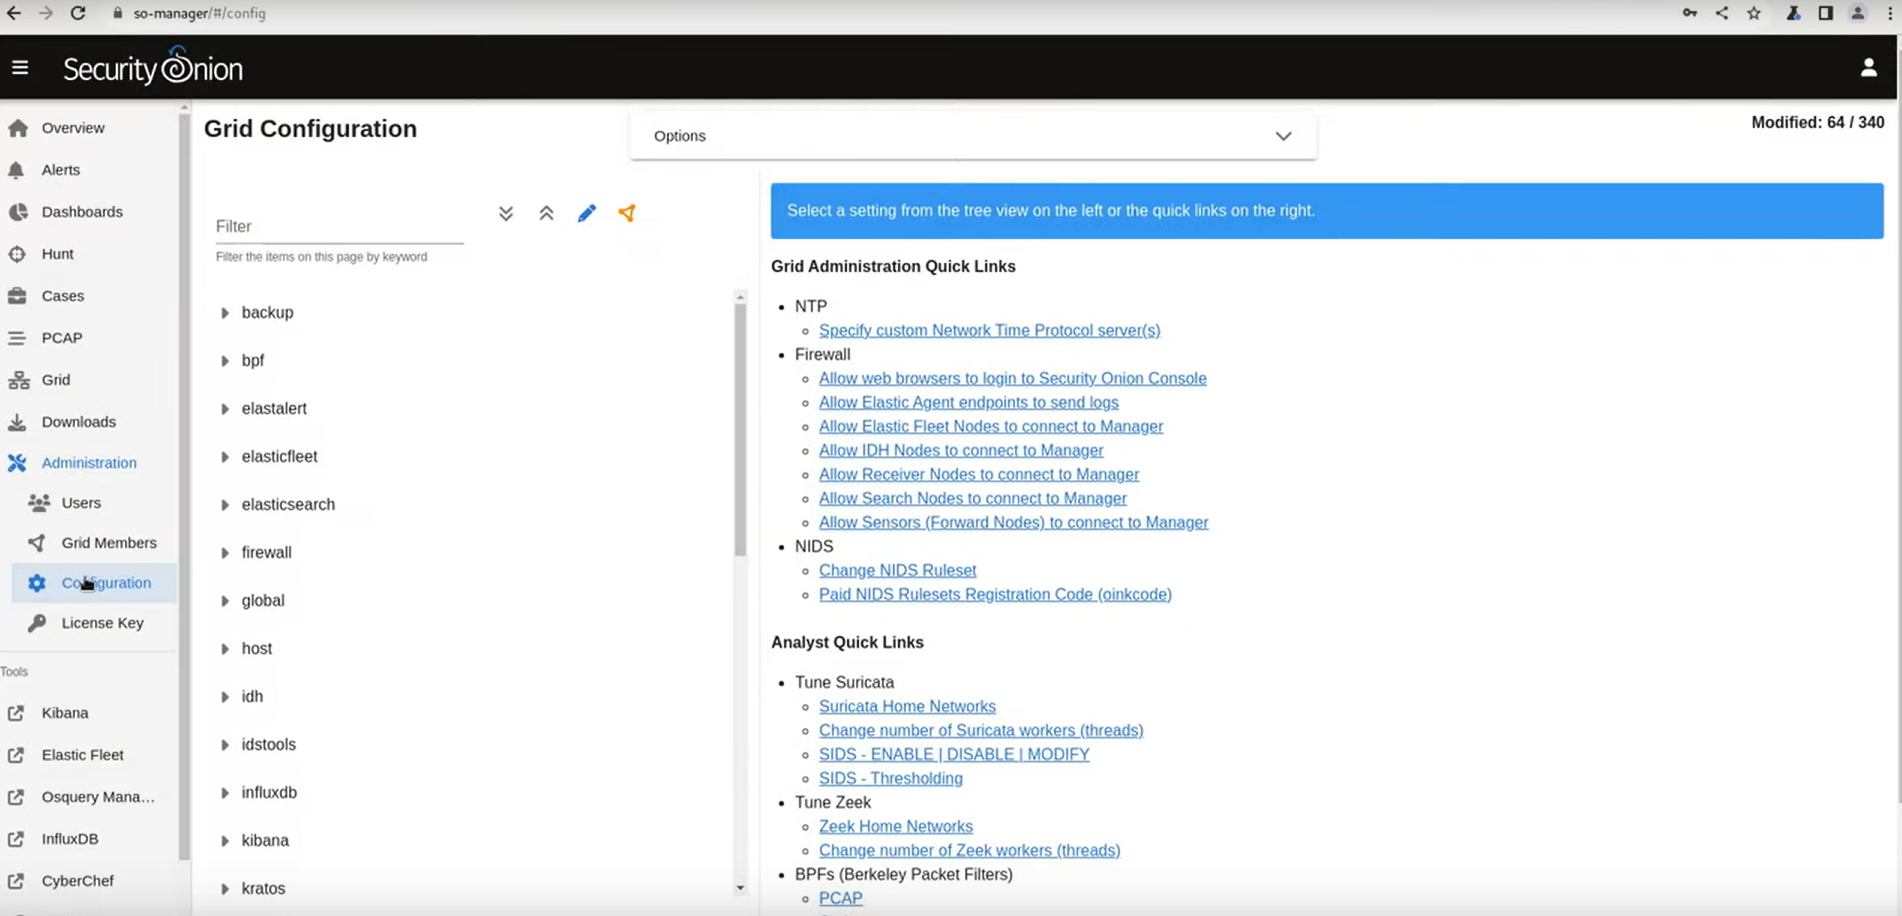 so-manager/#/config
Security Onion
Overview
Alerts
Dashboards
Hunt
Cases
PCAP
Grid
Downloads
Administration
Users
Grid Members
Configuration
License Key
Tools
Kibana
Elastic Fleet
Osquery Mana...
InfluxDB
CyberChef
Grid Configuration
Options
Modified: 64 / 340
Filter
Filter the items on this page by keyword
backup
bpf
elastalert
elasticfleet
elasticsearch
firewall
global
host
idh
idstools
influxdb
kibana
kratos
Select a setting from the tree view on the left or the quick links on the right.
Grid Administration Quick Links
NTP
Specify custom Network Time Protocol server(s)
Firewall
Allow web browsers to login to Security Onion Console
Allow Elastic Agent endpoints to send logs
Allow Elastic Fleet Nodes to connect to Manager
Allow IDH Nodes to connect to Manager
Allow Receiver Nodes to connect to Manager
Allow Search Nodes to connect to Manager
Allow Sensors (Forward Nodes) to connect to Manager
NIDS
Change NIDS Ruleset
Paid NIDS Rulesets Registration Code (oinkcode)
Analyst Quick Links
Tune Suricata
Suricata Home Networks
Change number of Suricata workers (threads)
SIDS - ENABLE | DISABLE | MODIFY
SIDS - Thresholding
Tune Zeek
Zeek Home Networks
Change number of Zeek workers (threads)
BPFs (Berkeley Packet Filters)
PCAP